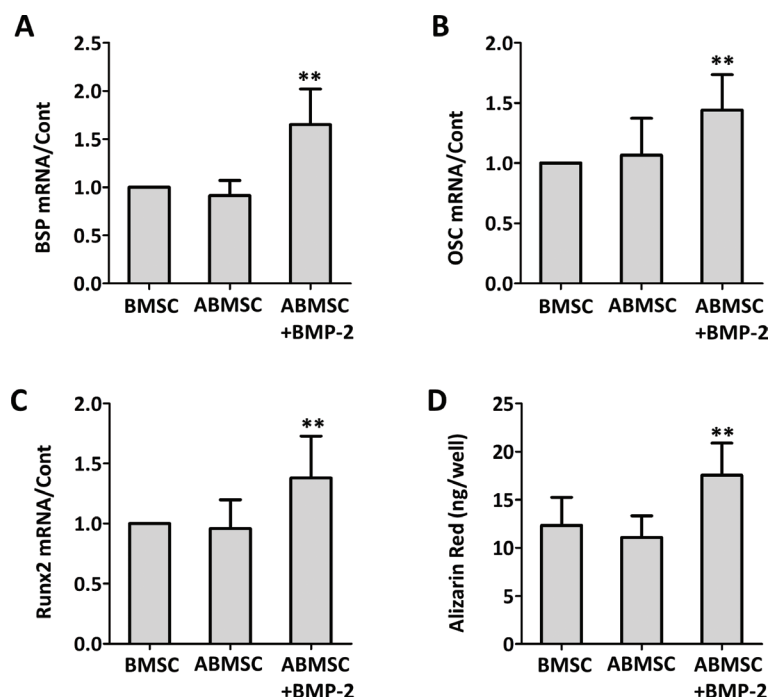 A
BSP mRNA/Cont
2.5
2.0
1.5
1.0
0.5
0.0
**
BMSC
ABMSC
ABMSC
+BMP-2
B
OSC mRNA/Cont
2.0
1.5
1.0
0.5
0.0
**
BMSC
ABMSC
ABMSC
+BMP-2
C
Runx2 mRNA/Cont
2.0
1.5
1.0
0.5
0.0
**
BMSC
ABMSC
ABMSC
+BMP-2
D
Alizarin Red (ng/well)
25
20
15
10
5
0
**
BMSC
ABMSC
ABMSC
+BMP-2